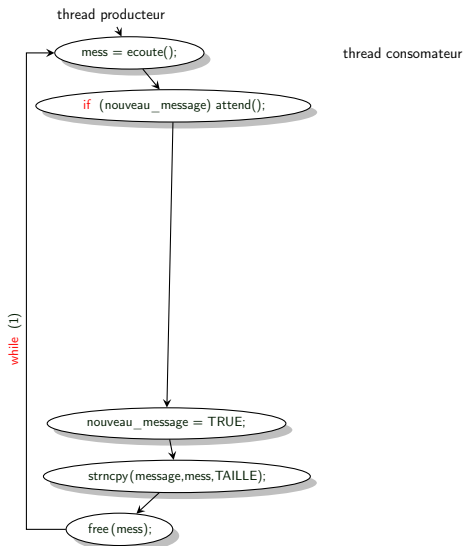 thread producteur
mess = ecoute();
thread consomateur
if (nouveau_message) attend();
while (1)
nouveau_message = TRUE;
strncpy(message,mess,TAILLE);
free(mess);